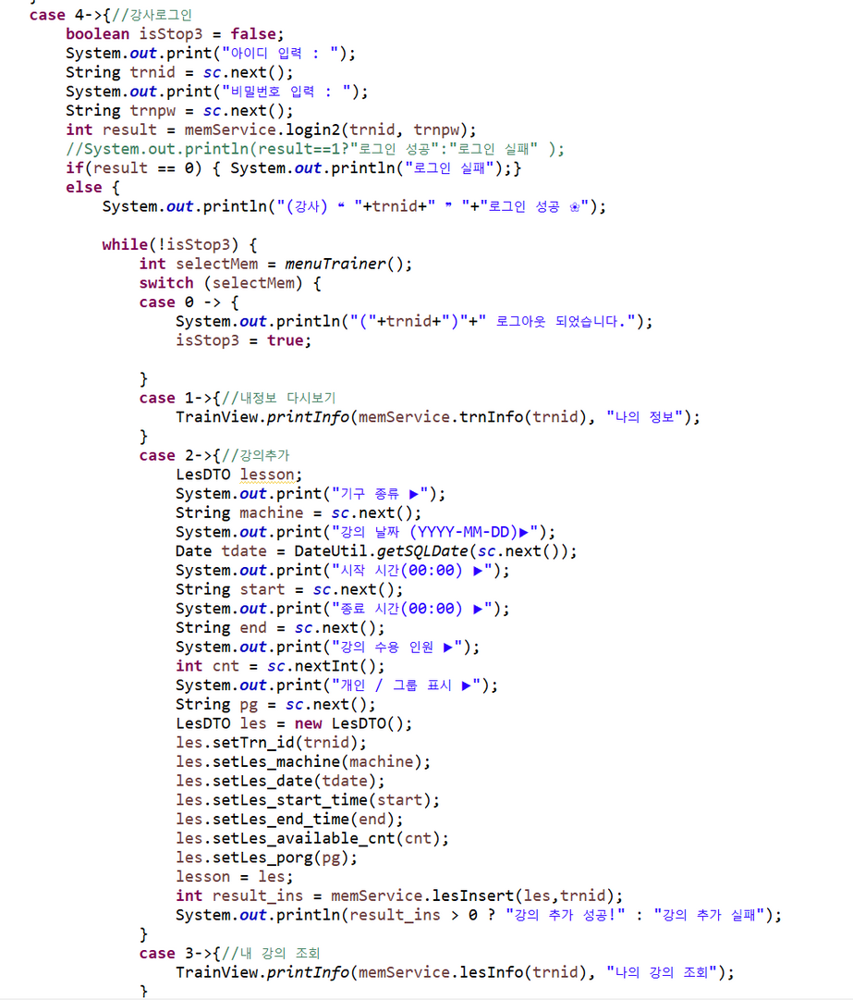 }
case 4->{//강사로그인
boolean isStop3 = false;
System.out.print("아이디 입력 : ");
String trnid = sc.next();
System.out.print("비밀번호 입력 : ");
String trnpw = sc.next();
int result = memService.login2(trnid, trnpw);
//System.out.println(result==1?"로그인 성공":"로그인 실패" );
if(result == 0) { System.out.println("로그인 실패");}
else {
System.out.println("(강사) ❝ "+trnid+" ❞ "+"로그인 성공 ❀");
while(!isStop3) {
int selectMem = menuTrainer();
switch (selectMem) {
case 0 -> {
System.out.println("("+trnid+")"+" 로그아웃 되었습니다.");
isStop3 = true;
}
case 1->{//내정보 다시보기
TrainView.printInfo(memService.trnInfo(trnid), "나의 정보");
}
case 2->{//강의추가
LesDTO lesson;
System.out.print("기구 종류 ▶");
String machine = sc.next();
System.out.print("강의 날짜 (YYYY-MM-DD)▶");
Date tdate = DateUtil.getSQLDate(sc.next());
System.out.print("시작 시간(00:00) ▶");
String start = sc.next();
System.out.print("종료 시간(00:00) ▶");
String end = sc.next();
System.out.print("강의 수용 인원 ▶");
int cnt = sc.nextInt();
System.out.print("개인 / 그룹 표시 ▶");
String pg = sc.next();
LesDTO les = new LesDTO();
les.setTrn_id(trnid);
les.setLes_machine(machine);
les.setLes_date(tdate);
les.setLes_start_time(start);
les.setLes_end_time(end);
les.setLes_available_cnt(cnt);
les.setLes_porg(pg);
lesson = les;
int result_ins = memService.lesInsert(les,trnid);
System.out.println(result_ins > 0 ? "강의 추가 성공!" : "강의 추가 실패");
}
case 3->{//내 강의 조회
TrainView.printInfo(memService.lesInfo(trnid), "나의 강의 조회");
}